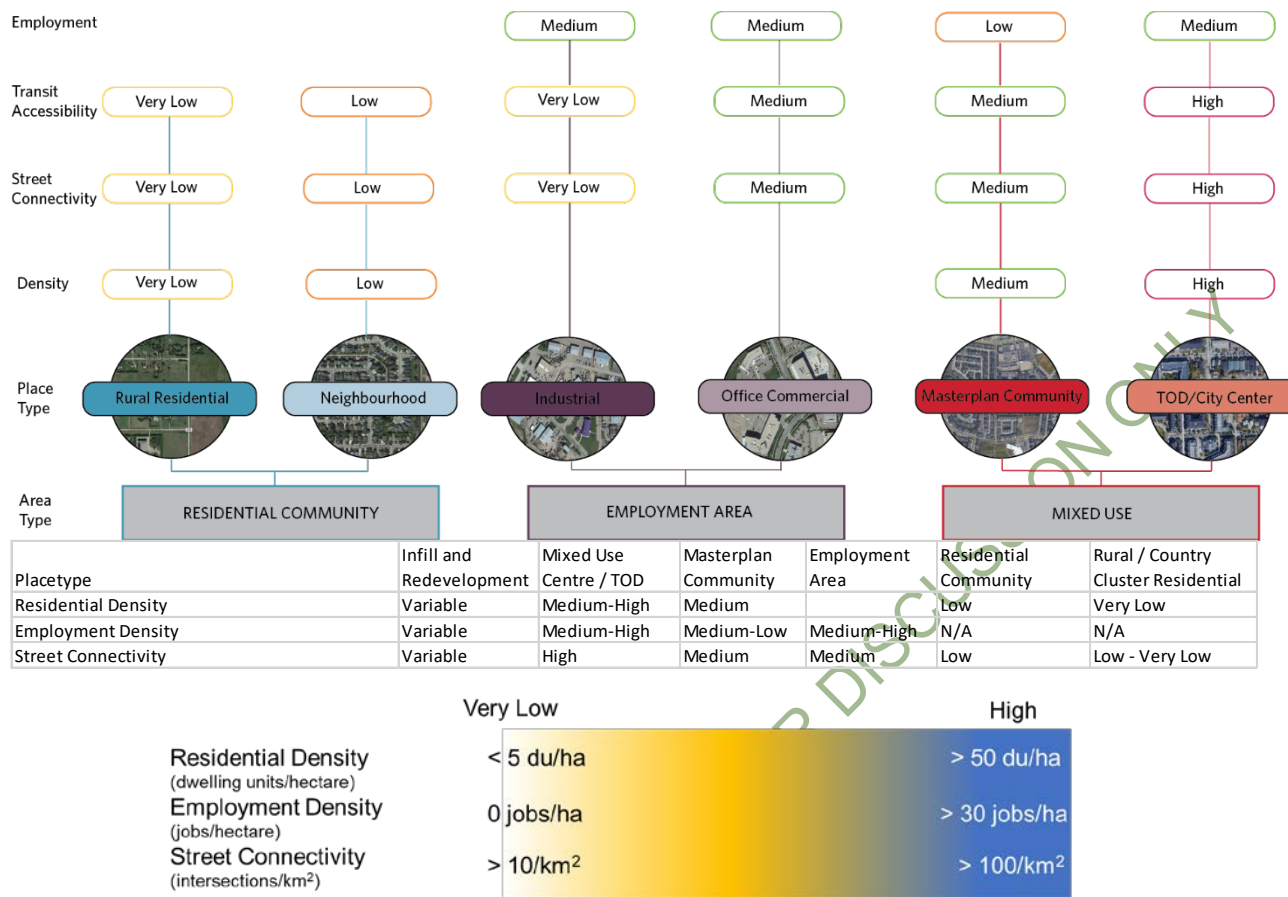 Employment
Medium
Medium
Low
Medium
Transit
Accessibility
Very Low
Low
Very Low
Medium
Medium
High
Street
Connectivity
Very Low
Low
Very Low
Medium
Medium
High
Density
Very Low
Low
Medium
High
Place
Type
Rural Residential
Neighbourhood
Industrial
Office Commercial
Masterplan Community
TOD/City Center
Area
Type
RESIDENTIAL COMMUNITY
EMPLOYMENT AREA
MIXED USE
Placetype
Infill and
Redevelopment
Mixed Use
Centre / TOD
Masterplan
Community
Employment
Area
Residential
Community
Rural / Country
Cluster Residential
Residential Density Variable Medium-High Medium Low Very Low
Employment Density Variable Medium-High Medium-Low Medium-High N/A N/A
Street Connectivity Variable High Medium Medium Low Low - Very Low
Very Low High
Residential Density < 5 du/ha > 50 du/ha
(dwelling units/hectare)
Employment Density 0 jobs/ha > 30 jobs/ha
(jobs/hectare)
Street Connectivity > 10/km² > 100/km²
(intersections/km²)
DISCUSSION ONLY